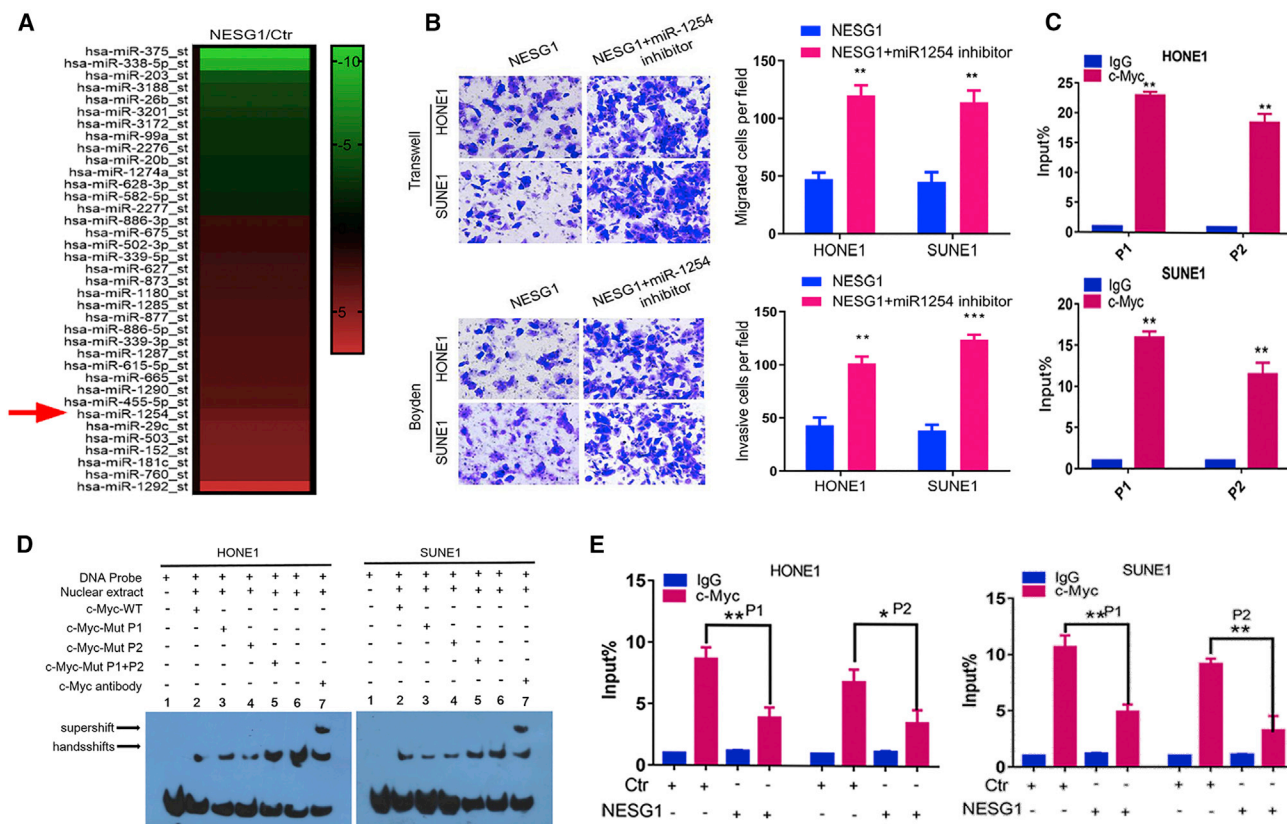 A
NESG1/Ctr
hsa-miR-375_st
hsa-miR-338-5p_st
hsa-miR-203_st
hsa-miR-3188_st
hsa-miR-26b_st
hsa-miR-3201_st
hsa-miR-3172_st
hsa-miR-99a_st
hsa-miR-2276_st
hsa-miR-20b_st
hsa-miR-1274a_st
hsa-miR-628-3p_st
hsa-miR-582-5p_st
hsa-miR-2277_st
hsa-miR-886-3p_st
hsa-miR-675_st
hsa-miR-502-3p_st
hsa-miR-339-5p_st
hsa-miR-627_st
hsa-miR-873_st
hsa-miR-1180_st
hsa-miR-1285_st
hsa-miR-877_st
hsa-miR-886-5p_st
hsa-miR-339-3p_st
hsa-miR-1287_st
hsa-miR-615-5p_st
hsa-miR-665_st
hsa-miR-1290_st
hsa-miR-455-5p_st
hsa-miR-1254_st
hsa-miR-29c_st
hsa-miR-503_st
hsa-miR-152_st
hsa-miR-181c_st
hsa-miR-760_st
hsa-miR-1292_st
-10
-5
0
5
B
NESG1
NESG1+miR-1254
inhibitor
Transwell
HONE1
SUNE1
NESG1
NESG1+miR1254 inhibitor
Migrated cells per field
150
100
50
0
**
**
HONE1
SUNE1
NESG1
NESG1+miR-1254
inhibitor
Boyden
HONE1
SUNE1
NESG1
NESG1+miR1254 inhibitor
Invasive cells per field
150
100
50
0
**
***
HONE1
SUNE1
C
HONE1
IgG
c-Myc
Input%
25
20
15
10
5
0
**
**
P1
P2
SUNE1
IgG
c-Myc
Input%
20
15
10
5
0
**
**
P1
P2
D
HONE1
SUNE1
DNA Probe + + + + + + + + + + + + + +
Nuclear extract - + + + + + + - + + + + + +
c-Myc-WT - + - - - - - - + - - - - -
c-Myc-Mut P1 - - + - - - - - - + - - - -
c-Myc-Mut P2 - - - + - - - - - - + - - -
c-Myc-Mut P1+P2 - - - - + - - - - - - + - -
c-Myc antibody - - - - - - + - - - - - - +
1 2 3 4 5 6 7 1 2 3 4 5 6 7
supershift
handsshifts
E
HONE1
IgG
c-Myc
Input%
15
10
5
0
** P1
* P2
Ctr + + - - + + - -
NESG1 - - + + - - + +
SUNE1
IgG
c-Myc
Input%
15
10
5
0
** P1
P2
**
Ctr + + - - + + - -
NESG1 - - + + - - + +